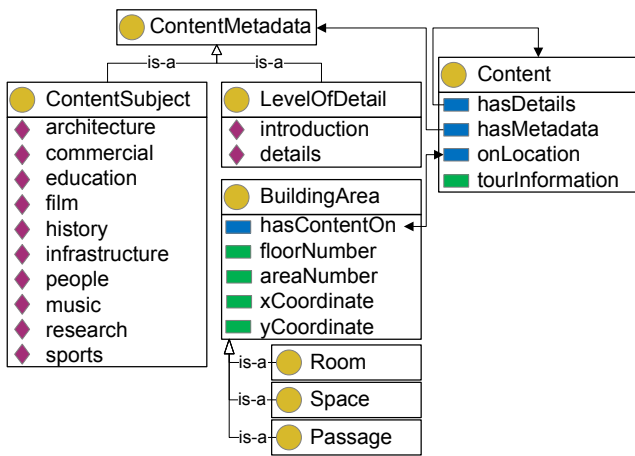 ContentMetadata
is-a
is-a
ContentSubject
architecture
commercial
education
film
history
infrastructure
people
music
research
sports
LevelOfDetail
introduction
details
Content
hasDetails
hasMetadata
onLocation
tourInformation
BuildingArea
hasContentOn
floorNumber
areaNumber
xCoordinate
yCoordinate
is-a
Room
is-a
Space
is-a
Passage